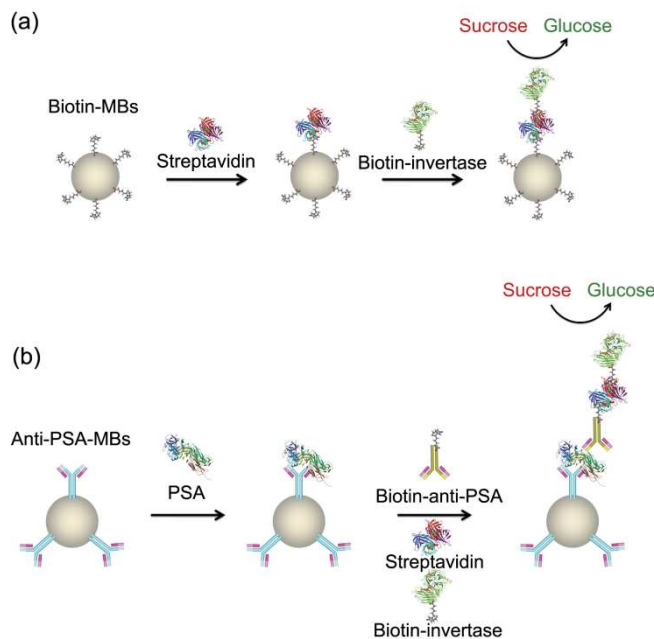 (a)
Sucrose Glucose
Biotin-MBs
Streptavidin
Biotin-invertase
Sucrose Glucose
(b)
Anti-PSA-MBs
PSA
Biotin-anti-PSA
Streptavidin
Biotin-invertase